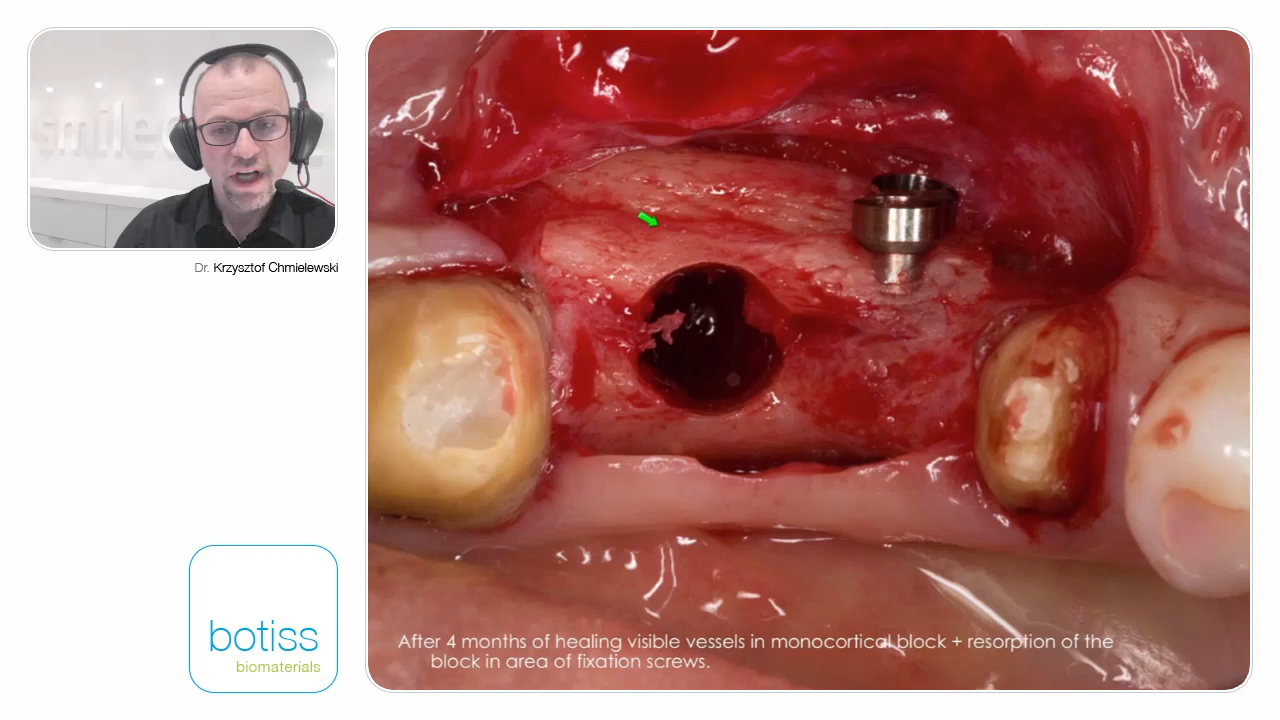 smile
Dr. Krzysztof Chmielewski
botiss
biomaterials
After 4 months of healing visible vessels in monocortical block + resorption of the
block in area of fixation screws.